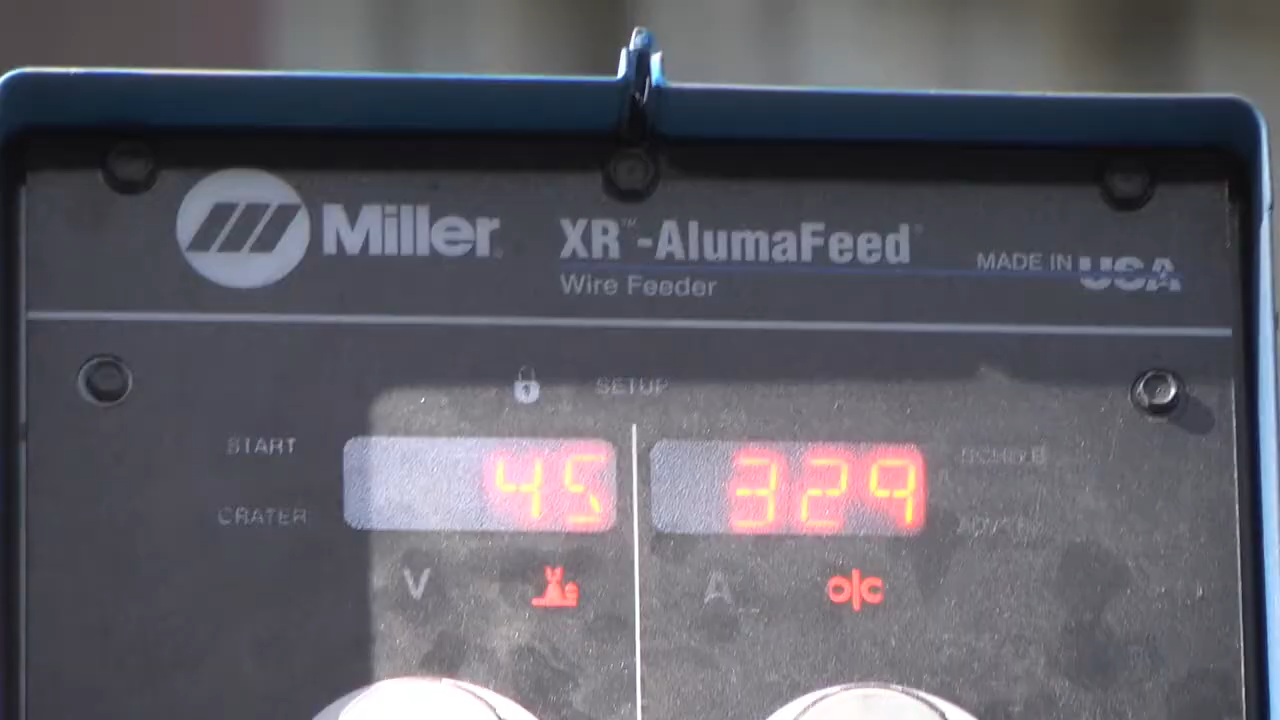 Miller
XR™-AlumaFeed
Wire Feeder
MADE IN USA
SETUP
START
CRATER
45
329
V
A